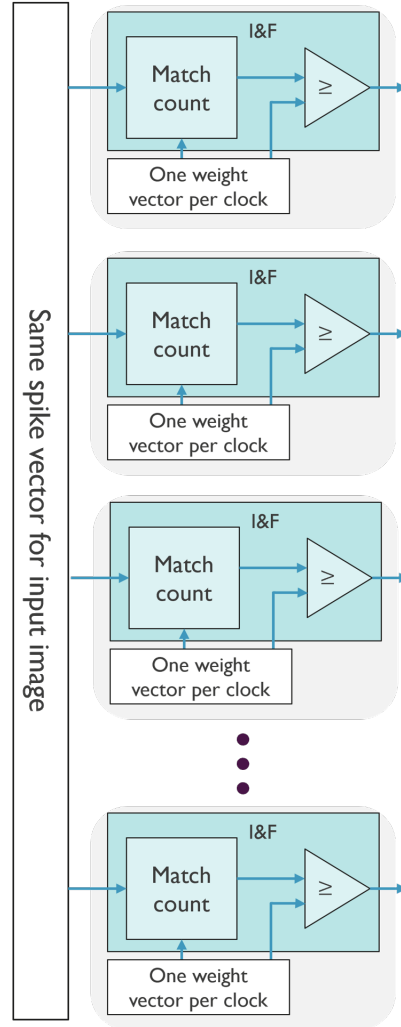 Same spike vector for input image
I&F
Match
count
≥
One weight
vector per clock
I&F
Match
count
≥
One weight
vector per clock
I&F
Match
count
≥
One weight
vector per clock
I&F
Match
count
≥
One weight
vector per clock